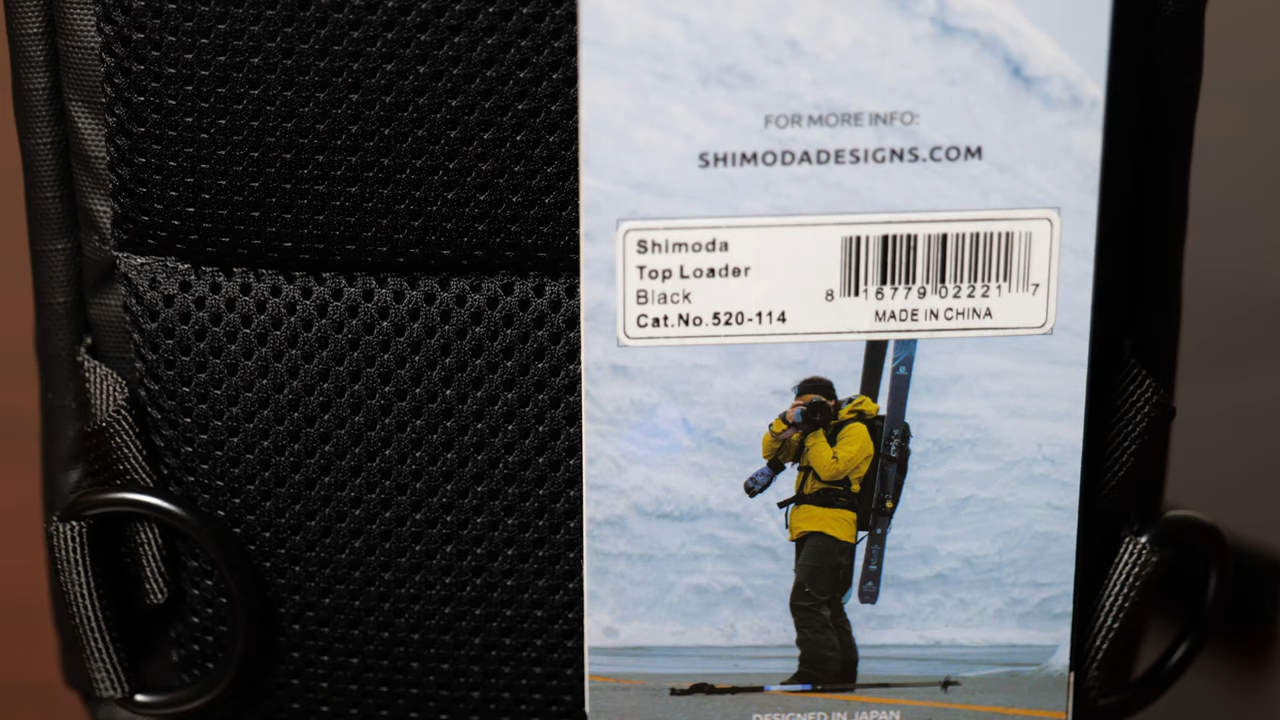 FOR MORE INFO:
SHIMODADESIGNS.COM
Shimoda
Top Loader
Black
Cat.No.520-114
8 16779 02221 7
MADE IN CHINA
DESIGNED IN JAPAN